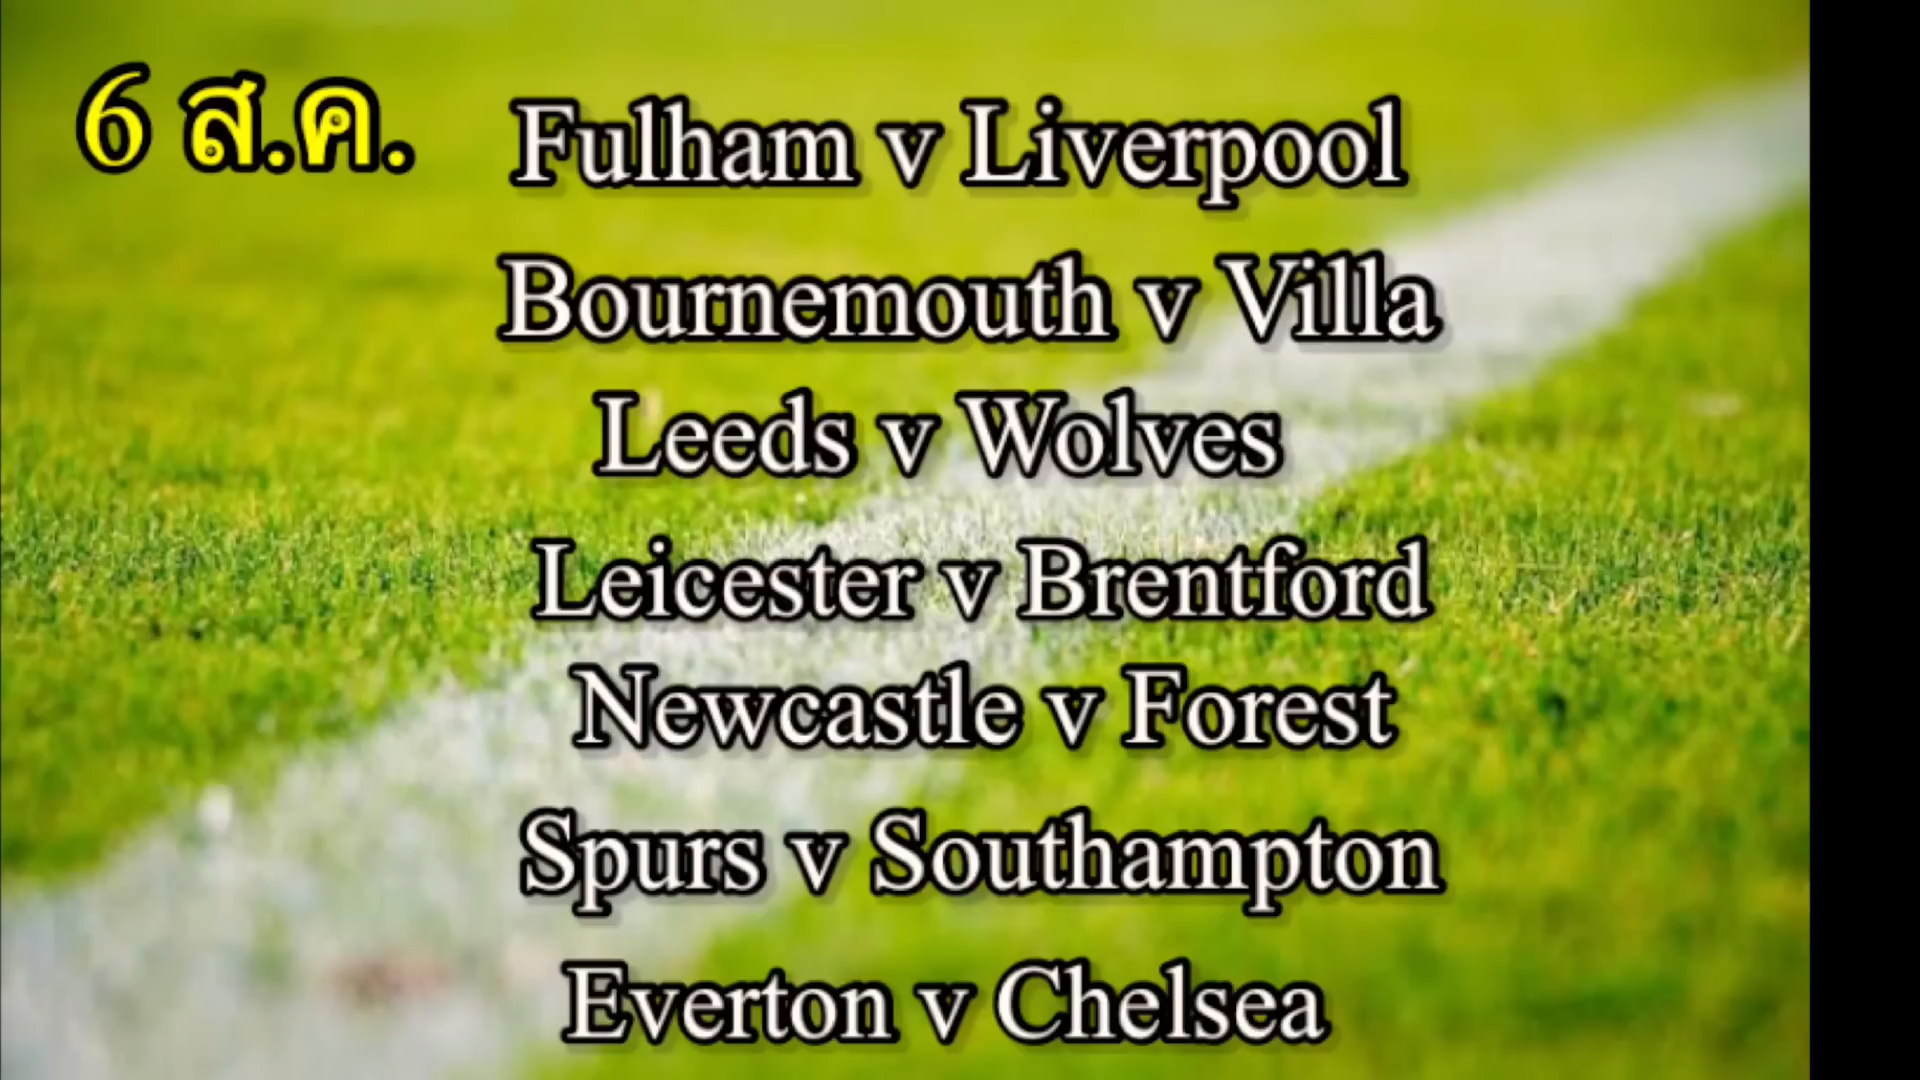 6 ส.ค.
Fulham v Liverpool
Bournemouth v Villa
Leeds v Wolves
Leicester v Brentford
Newcastle v Forest
Spurs v Southampton
Everton v Chelsea